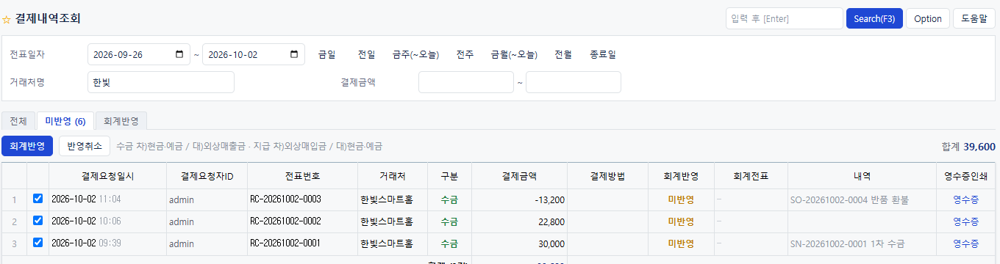 ☆ 결제내역조회 입력 후 [Enter] Search(F3) Option 도움말
전표일자 2026-09-26 ~ 2026-10-02 금일 전일 금주(~오늘) 전주 금월(~오늘) 전월 종료일
거래처명 한빛 결제금액 ~
전체 미반영 (6) 회계반영
회계반영 반영취소 수금 차)현금·예금 / 대)외상매출금 · 지급 차)외상매입금 / 대)현금·예금 합계 39,600
결제요청일시 결제요청자ID 전표번호 거래처 구분 결제금액 결제방법 회계반영 회계전표 내역 영수증인쇄
1 2026-10-02 11:04 admin RC-20261002-0003 한빛스마트홈 수금 -13,200 미반영 – SO-20261002-0004 반품 환불 영수증
2 2026-10-02 10:06 admin RC-20261002-0002 한빛스마트홈 수금 22,800 미반영 – 영수증
3 2026-10-02 09:39 admin RC-20261002-0001 한빛스마트홈 수금 30,000 미반영 – SN-20261002-0001 1차 수금 영수증